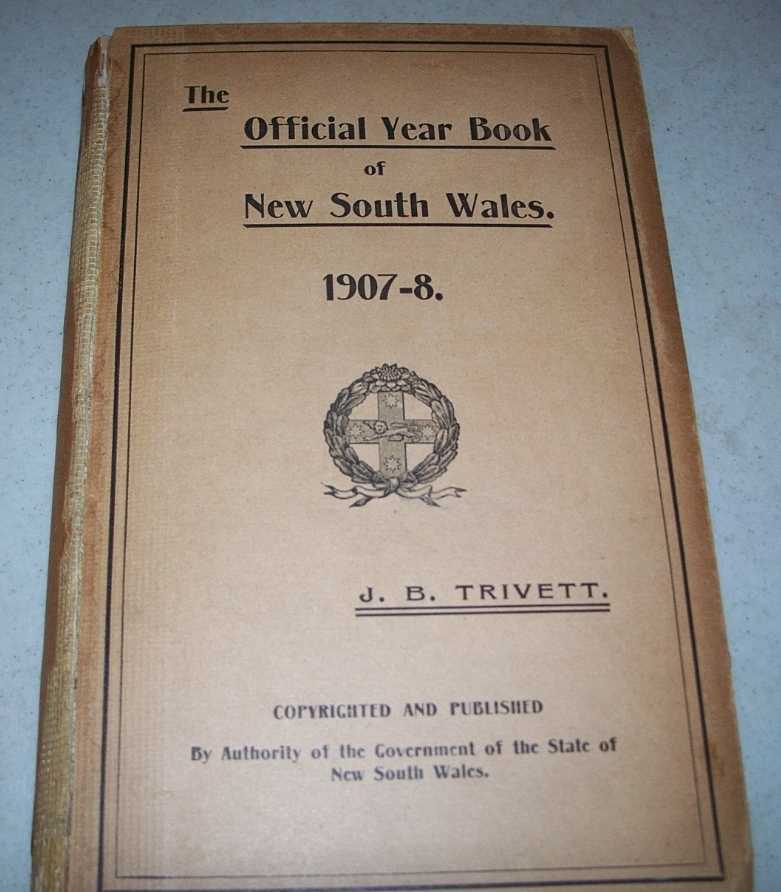 The
Official Year Book
of
New South Wales.
1907-8.
J. B. TRIVETT.
COPYRIGHTED AND PUBLISHED
By Authority of the Government of the State of
New South Wales.